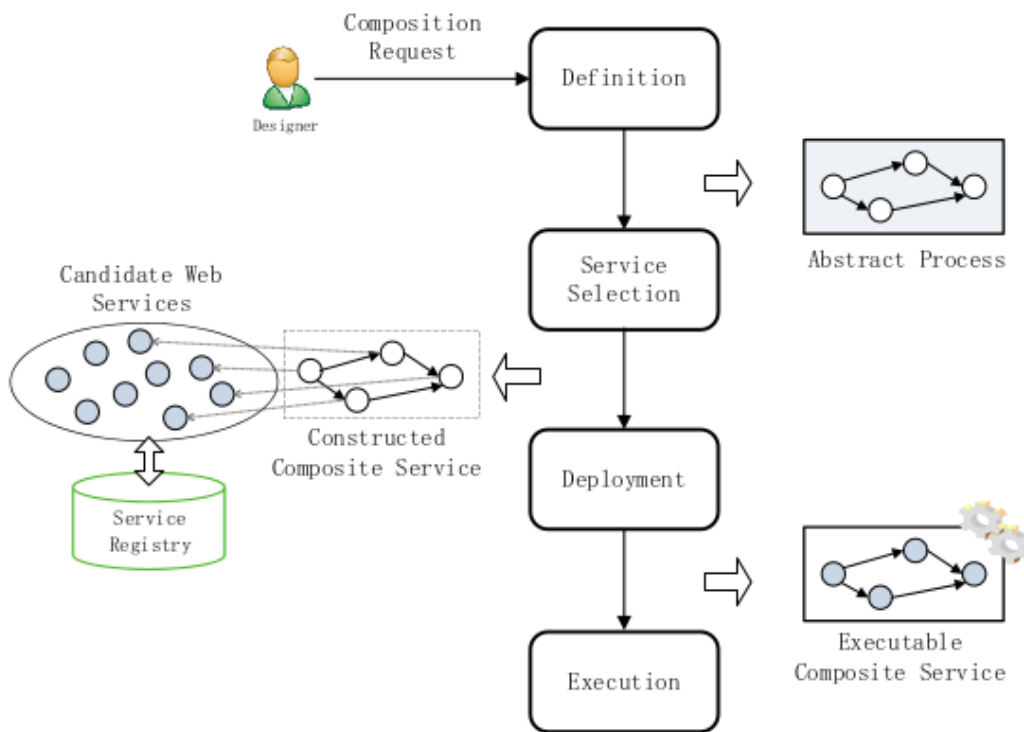 Composition
Request
Definition
Designer
Abstract Process
Service
Selection
Candidate Web
Services
Constructed
Composite Service
Deployment
Service
Registry
Executable
Composite Service
Execution